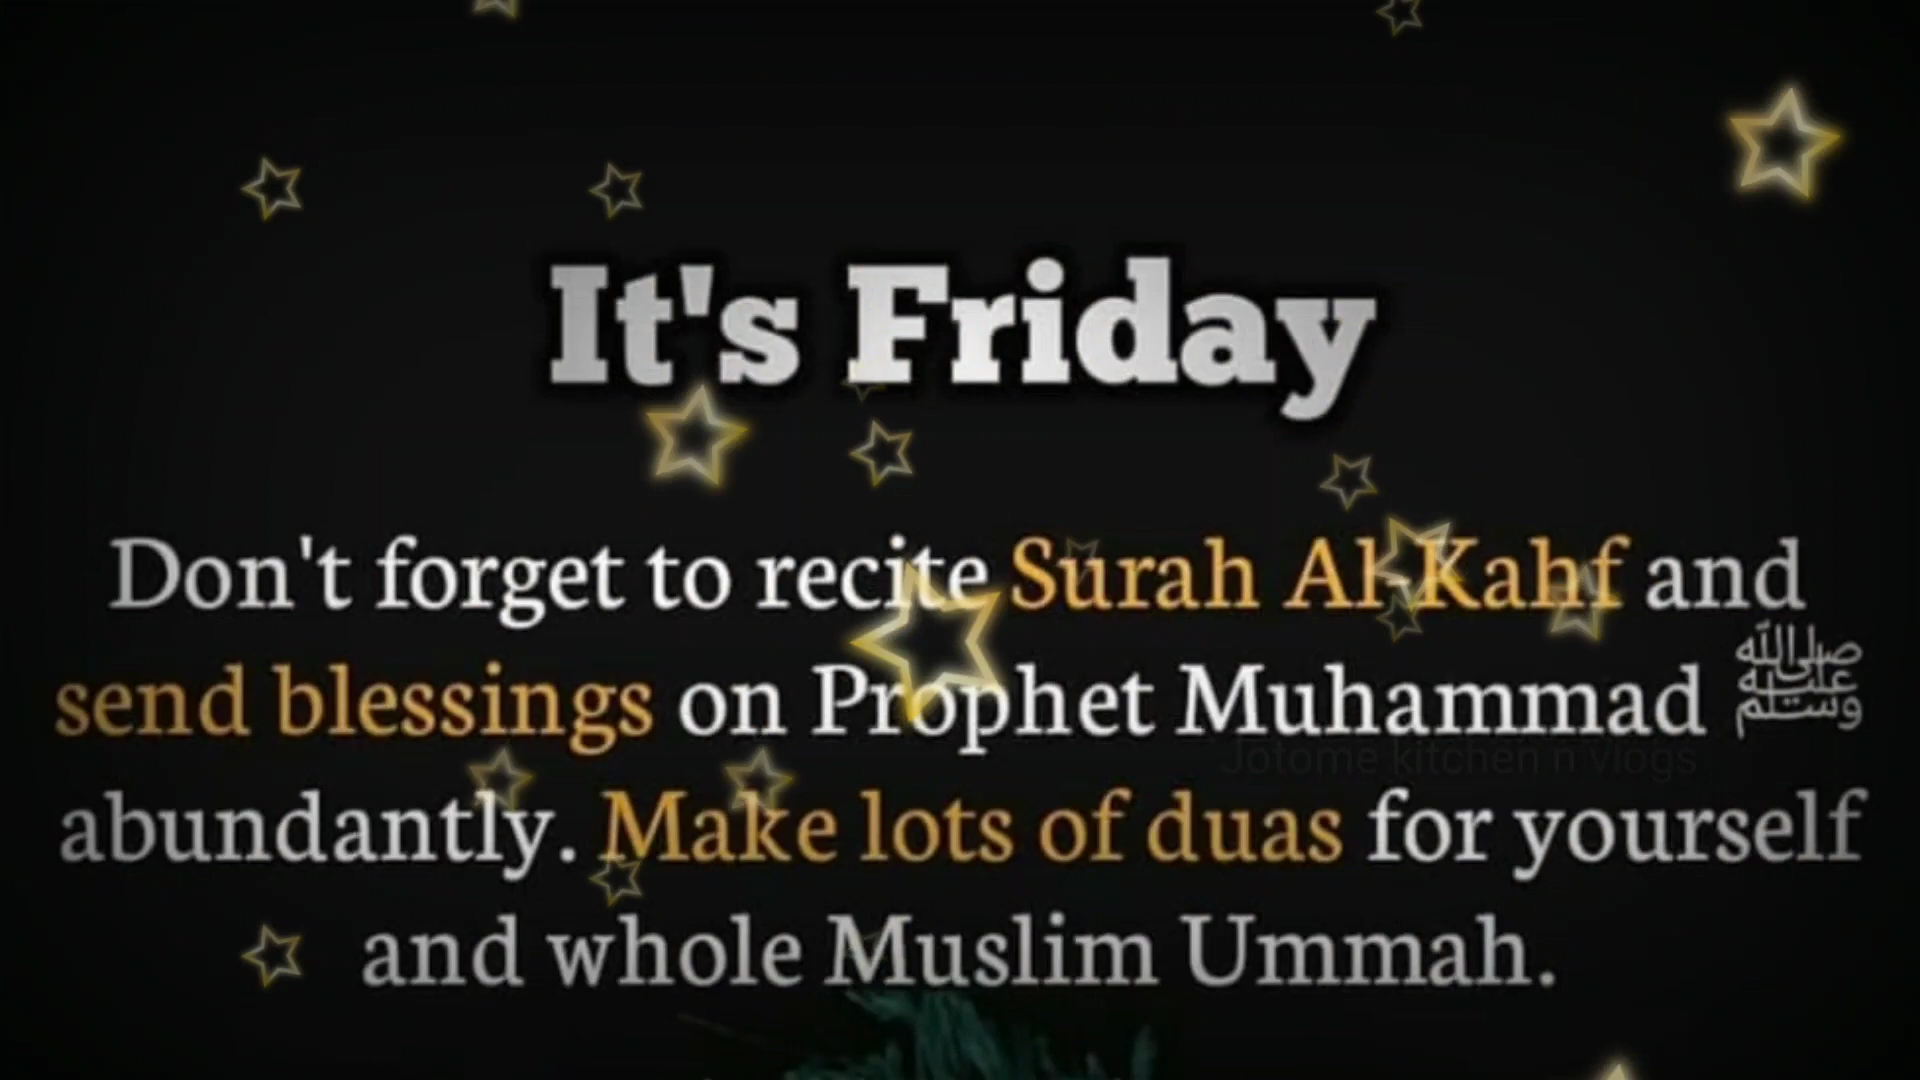 It's Friday
Don't forget to recite Surah Al-Kahf and
send blessings on Prophet Muhammad ﷺ
Jotome kitchen n vlogs
abundantly. Make lots of duas for yourself
and whole Muslim Ummah.